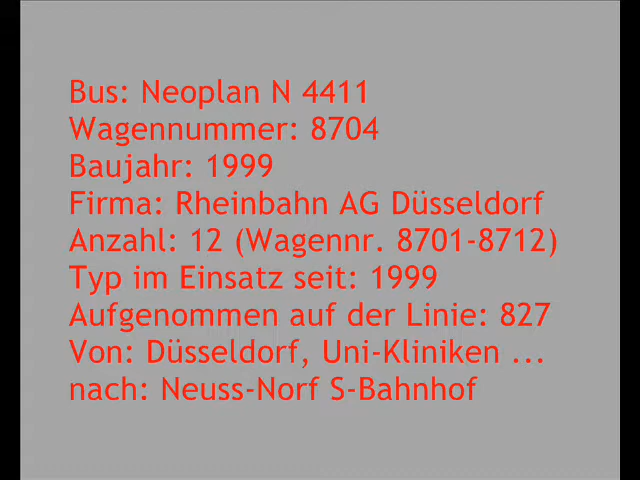 Bus: Neoplan N 4411
Wagennummer: 8704
Baujahr: 1999
Firma: Rheinbahn AG Düsseldorf
Anzahl: 12 (Wagennr. 8701-8712)
Typ im Einsatz seit: 1999
Aufgenommen auf der Linie: 827
Von: Düsseldorf, Uni-Kliniken ...
nach: Neuss-Norf S-Bahnhof